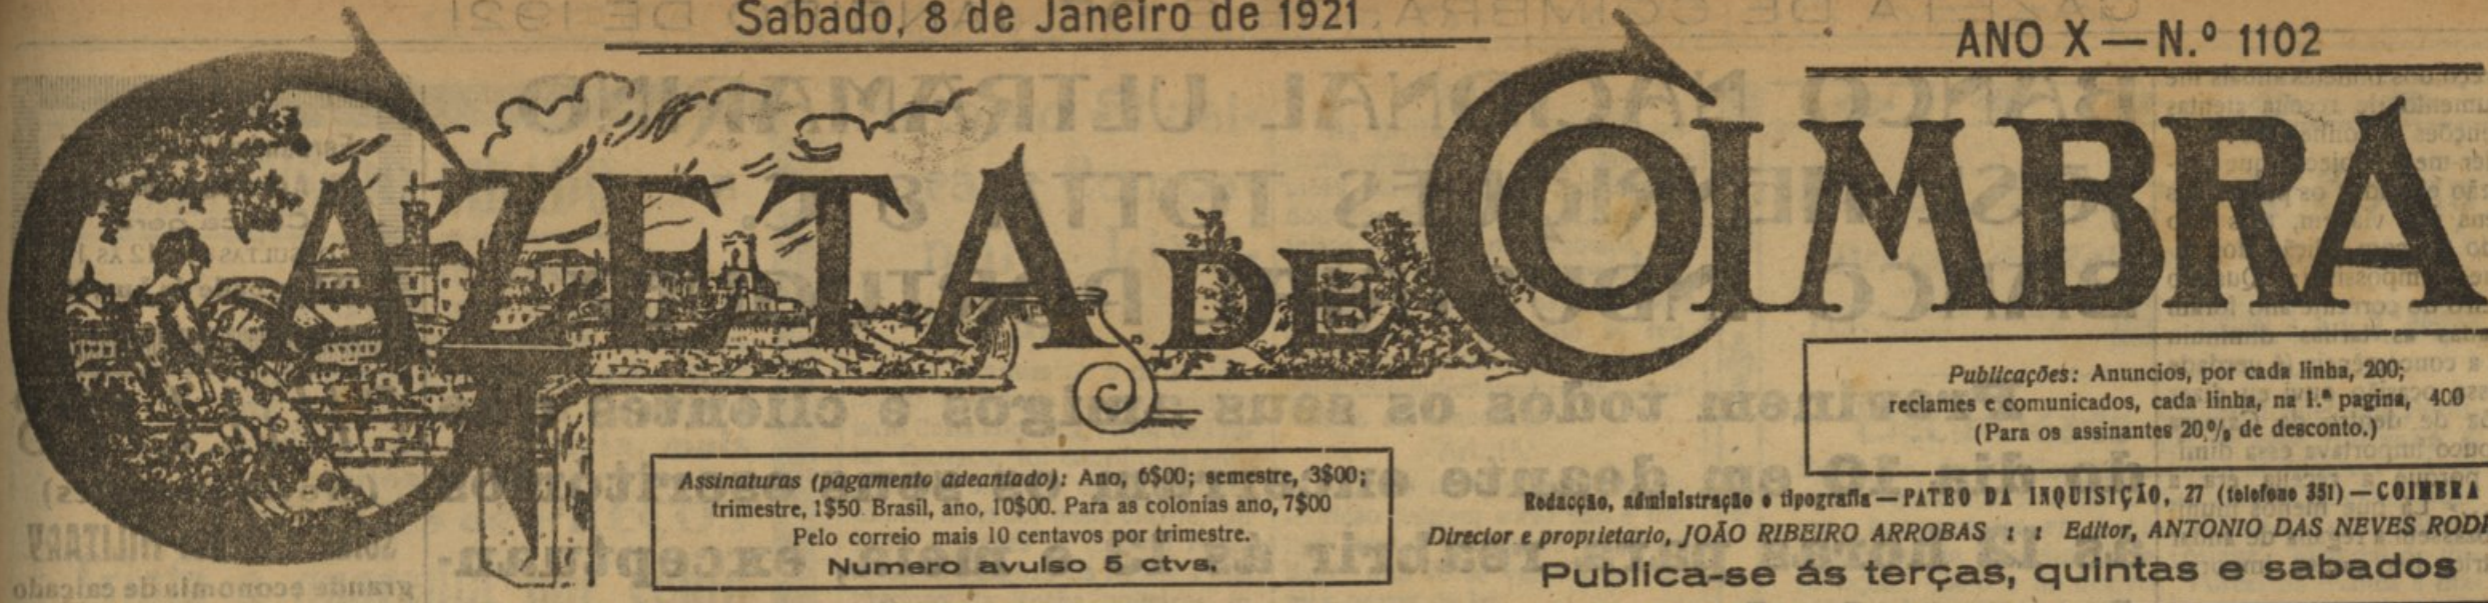 Sabado, 8 de Janeiro de 1921
ANO X — N.º 1102
GAZETA DE COIMBRA
Publicações: Anuncios, por cada linha, 200;
reclames e comunicados, cada linha, na 1.ª pagina, 400
(Para os assinantes 20% de desconto.)
Assinaturas (pagamento adeantado): Ano, 6$00; semestre, 3$00;
trimestre, 1$50. Brasil, ano, 10$00. Para as colonias ano, 7$00
Pelo correio mais 10 centavos por trimestre.
Numero avulso 5 ctvs.
Redacção, administração e tipografia — PATEO DA INQUISIÇÃO, 27 (telefone 351) — COIMBRA
Director e proprietario, JOÃO RIBEIRO ARROBAS : : Editor, ANTONIO DAS NEVES
Publica-se ás terças, quintas e sabados